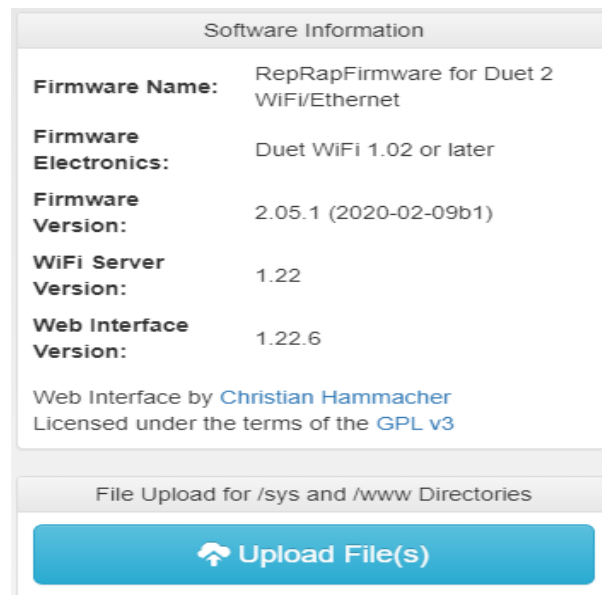 Software Information
Firmware Name:
RepRapFirmware for Duet 2
WiFi/Ethernet
Firmware
Electronics:
Duet WiFi 1.02 or later
Firmware
Version:
2.05.1 (2020-02-09b1)
WiFi Server
Version:
1.22
Web Interface
Version:
1.22.6
Web Interface by Christian Hammacher
Licensed under the terms of the GPL v3
File Upload for /sys and /www Directories
Upload File(s)